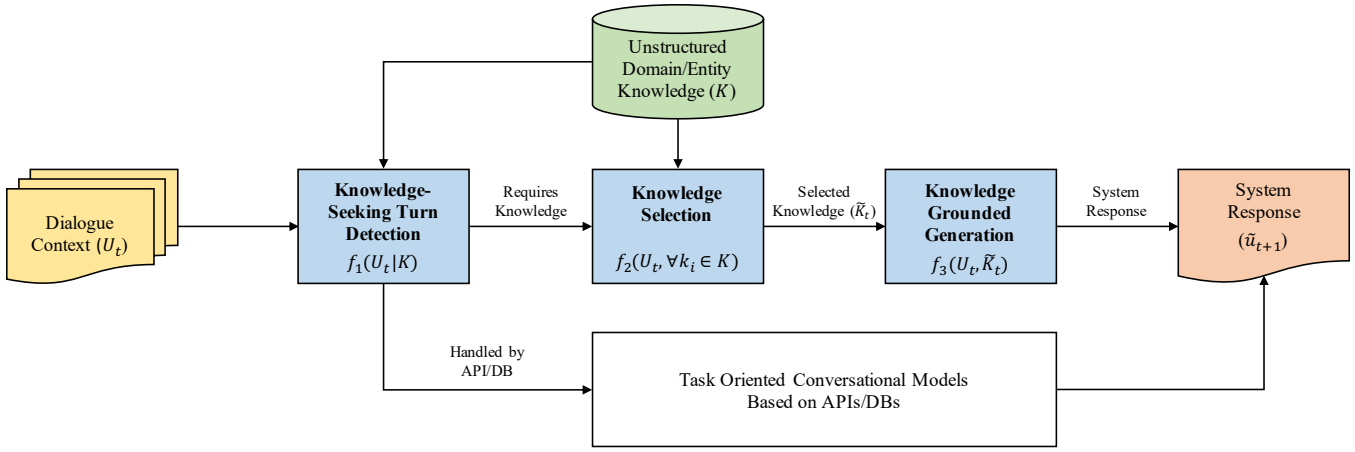 Unstructured
Domain/Entity
Knowledge (K)
Dialogue
Context (U_t)
Knowledge-
Seeking Turn
Detection
f_1(U_t|K)
Requires
Knowledge
Knowledge
Selection
f_2(U_t, ∀k_i ∈ K)
Selected
Knowledge (K̃_t)
Knowledge
Grounded
Generation
f_3(U_t, K̃_t)
System
Response
System
Response
(ũ_{t+1})
Handled by
API/DB
Task Oriented Conversational Models
Based on APIs/DBs